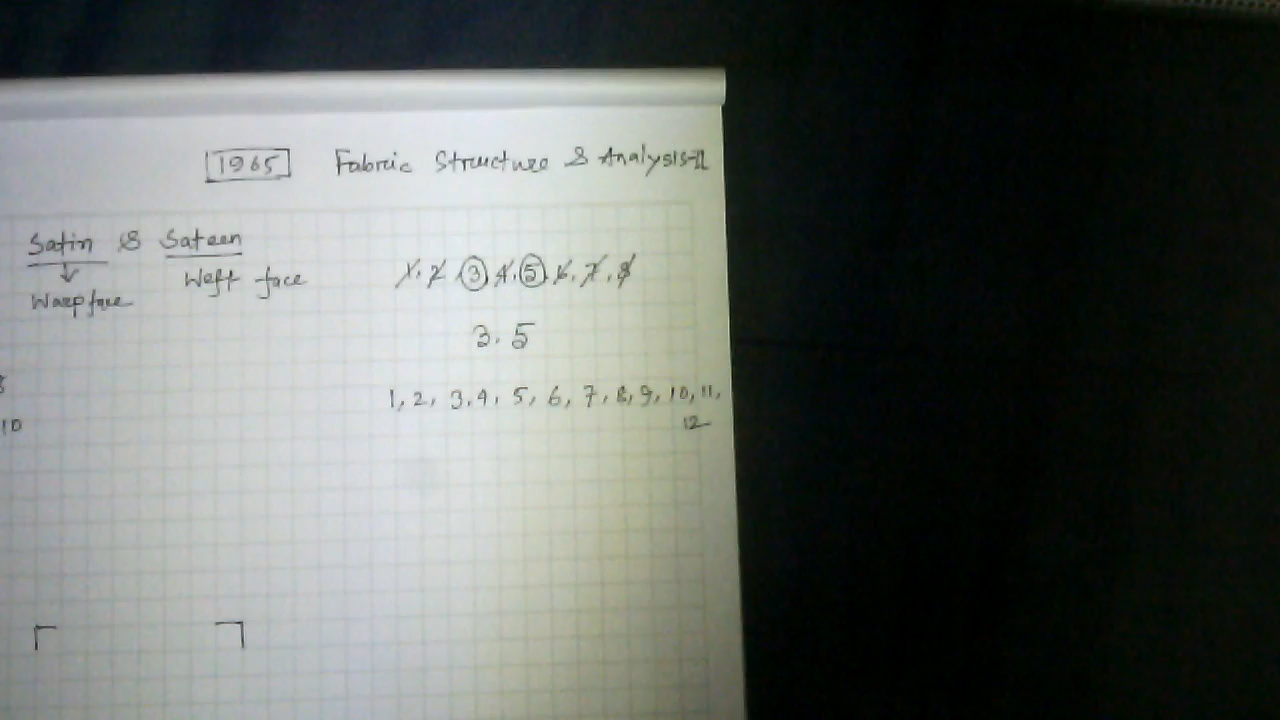 1965 Fabric Structure & Analysis-II
Satin & Sateen
Weft face
Warp face
1, 2, 3, 4, 5, 6, 7, 8
3, 5
1, 2, 3, 4, 5, 6, 7, 8, 9, 10, 11,
12
10